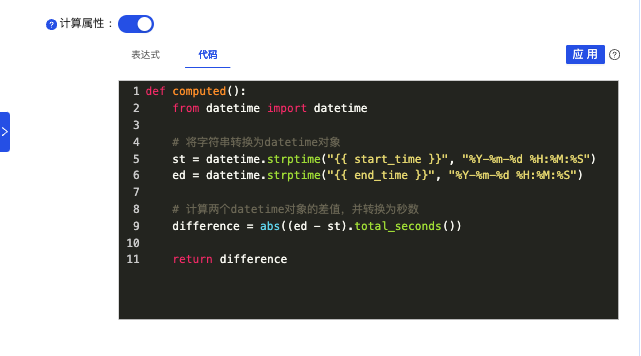 计算属性：
表达式 代码 应用
1 def computed():
2     from datetime import datetime
3
4     # 将字符串转换为datetime对象
5     st = datetime.strptime("{{ start_time }}", "%Y-%m-%d %H:%M:%S")
6     ed = datetime.strptime("{{ end_time }}", "%Y-%m-%d %H:%M:%S")
7
8     # 计算两个datetime对象的差值，并转换为秒数
9     difference = abs((ed - st).total_seconds())
10
11     return difference